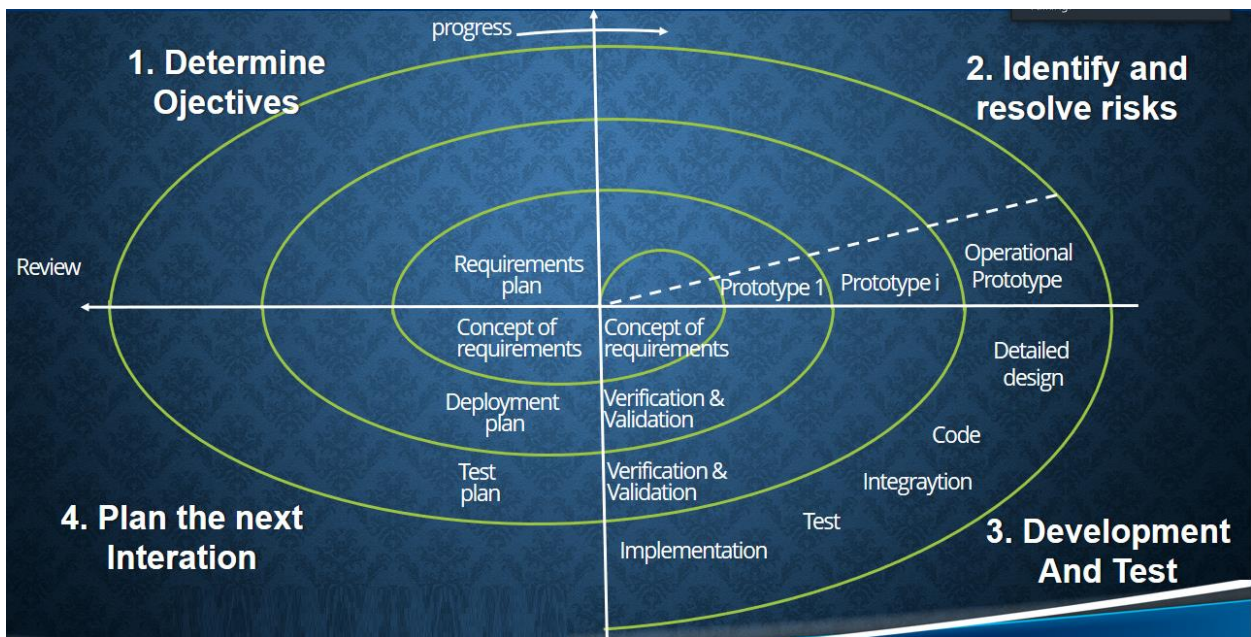 progress
1. Determine
Ojectives
2. Identify and
resolve risks
Review
Requirements
plan
Prototype 1
Prototype i
Operational
Prototype
Concept of
requirements
Concept of
requirements
Detailed
design
Deployment
plan
Verification &
Validation
Code
Test
plan
Verification &
Validation
Integraytion
Test
Implementation
4. Plan the next
Interation
3. Development
And Test